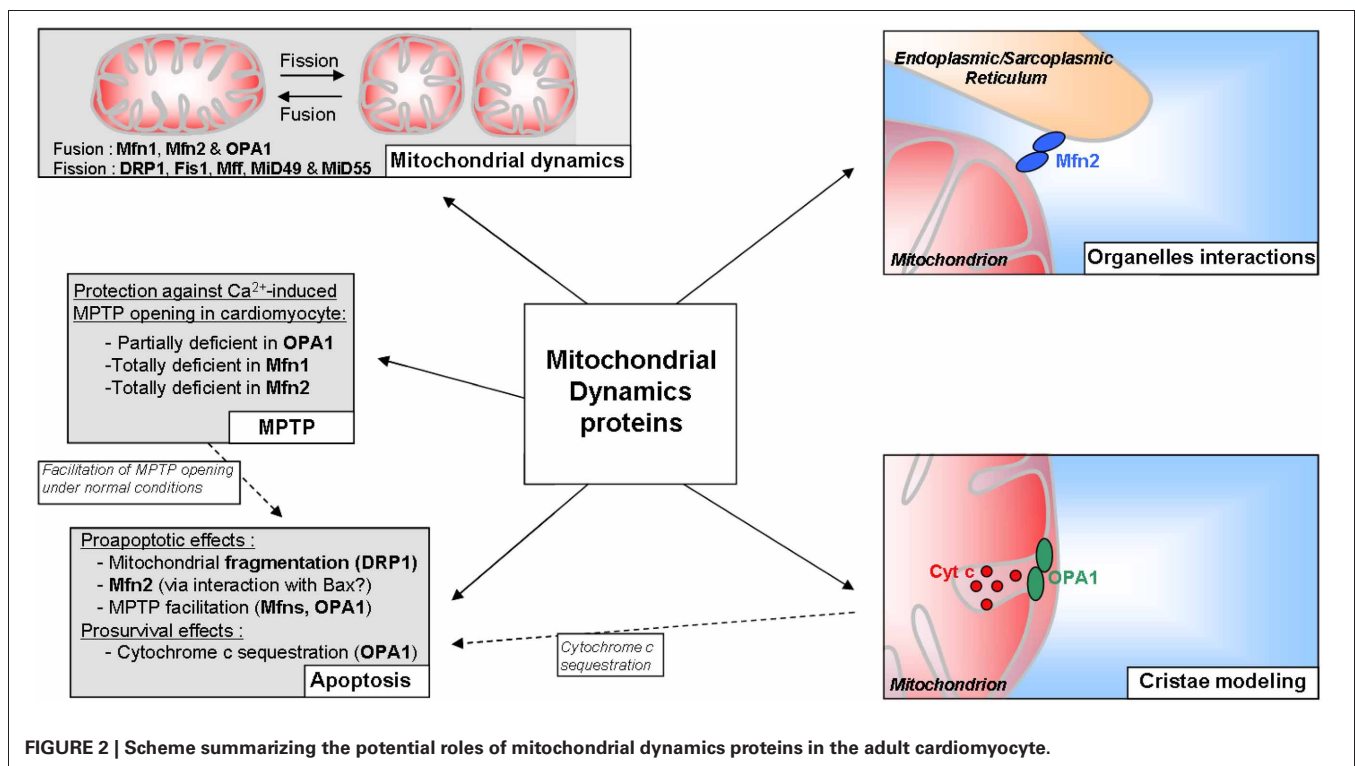 Fission
Fusion
Fusion : Mfn1, Mfn2 & OPA1
Fission : DRP1, Fis1, Mff, MiD49 & MiD55
Mitochondrial dynamics
Endoplasmic/Sarcoplasmic
Reticulum
Mfn2
Mitochondrion
Organelles interactions
Protection against Ca²⁺-induced
MPTP opening in cardiomyocyte:
- Partially deficient in OPA1
-Totally deficient in Mfn1
-Totally deficient in Mfn2
MPTP
Mitochondrial
Dynamics
proteins
Facilitation of MPTP opening
under normal conditions
Proapoptotic effects :
- Mitochondrial fragmentation (DRP1)
- Mfn2 (via interaction with Bax?)
- MPTP facilitation (Mfns, OPA1)
Prosurvival effects :
- Cytochrome c sequestration (OPA1)
Apoptosis
Cytochrome c
sequestration
Cyt c
OPA1
Mitochondrion
Cristae modeling
FIGURE 2 | Scheme summarizing the potential roles of mitochondrial dynamics proteins in the adult cardiomyocyte.